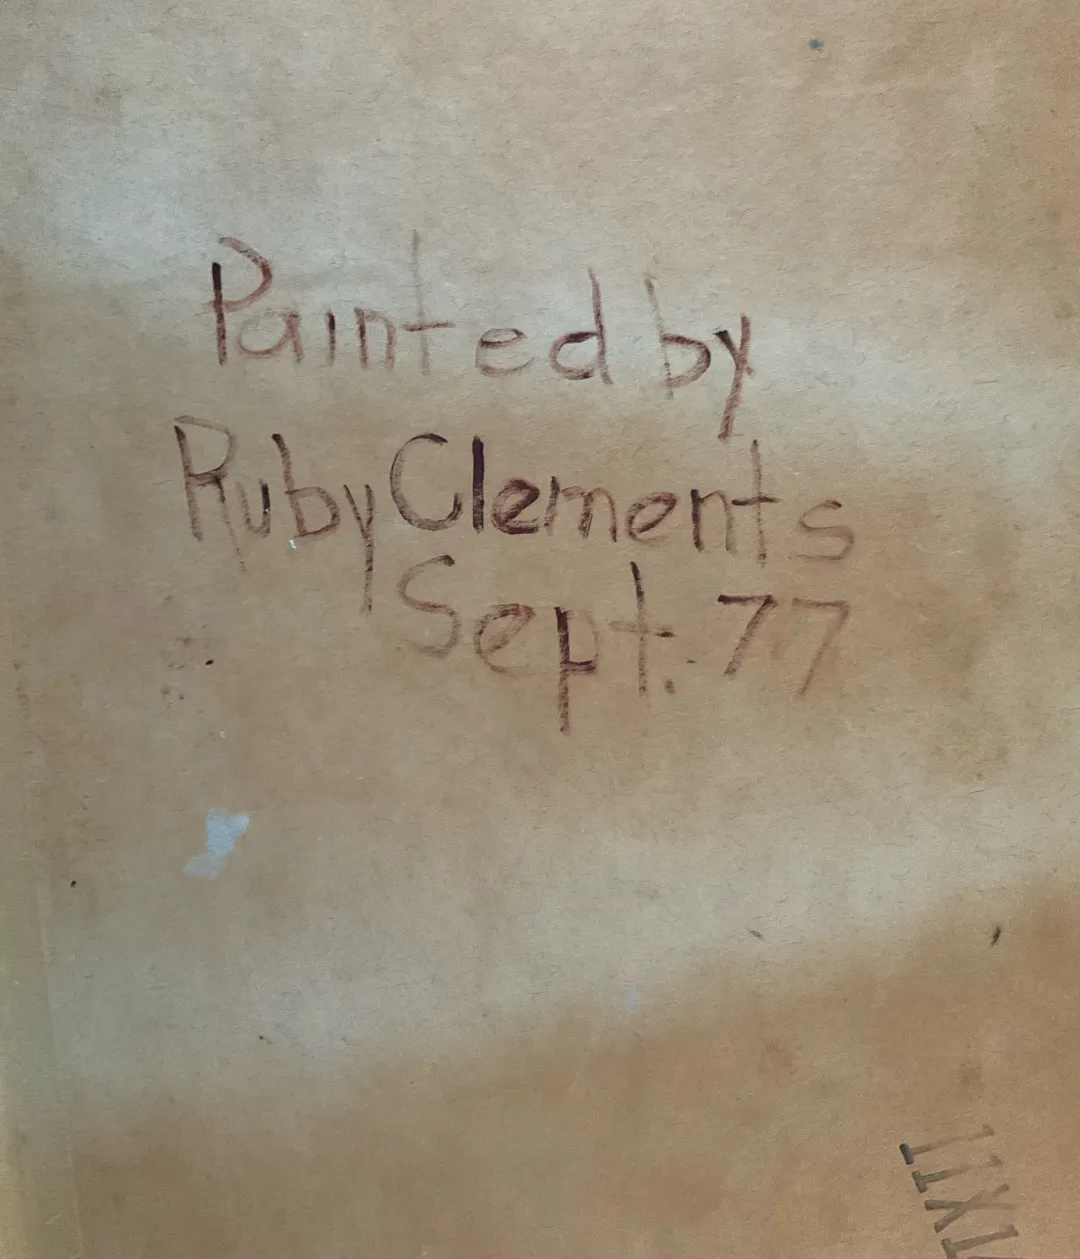 Painted by
Ruby Clements
Sept. 77